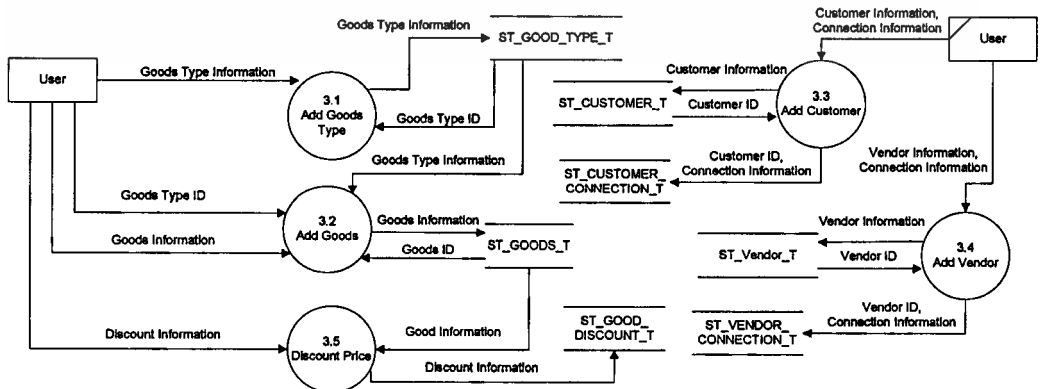 Goods Type Information
Customer Information,
Connection Information
ST_GOOD_TYPE_T
User
User
Goods Type Information
Customer Information
3.1
Add Goods
Type
3.3
Add Customer
ST_CUSTOMER_T
Customer ID
Goods Type ID
Goods Type Information
Customer ID,
Connection Information
Vendor Information,
Connection Information
ST_CUSTOMER_
CONNECTION_T
Goods Type ID
3.2
Add Goods
Goods Information
Vendor Information
Goods Information
Goods ID
ST_GOODS_T
ST_Vendor_T
Vendor ID
3.4
Add Vendor
Discount Information
3.5
Discount Price
Good Information
ST_GOOD_
DISCOUNT_T
Vendor ID,
Connection Information
ST_VENDOR_
CONNECTION_T
Discount Information